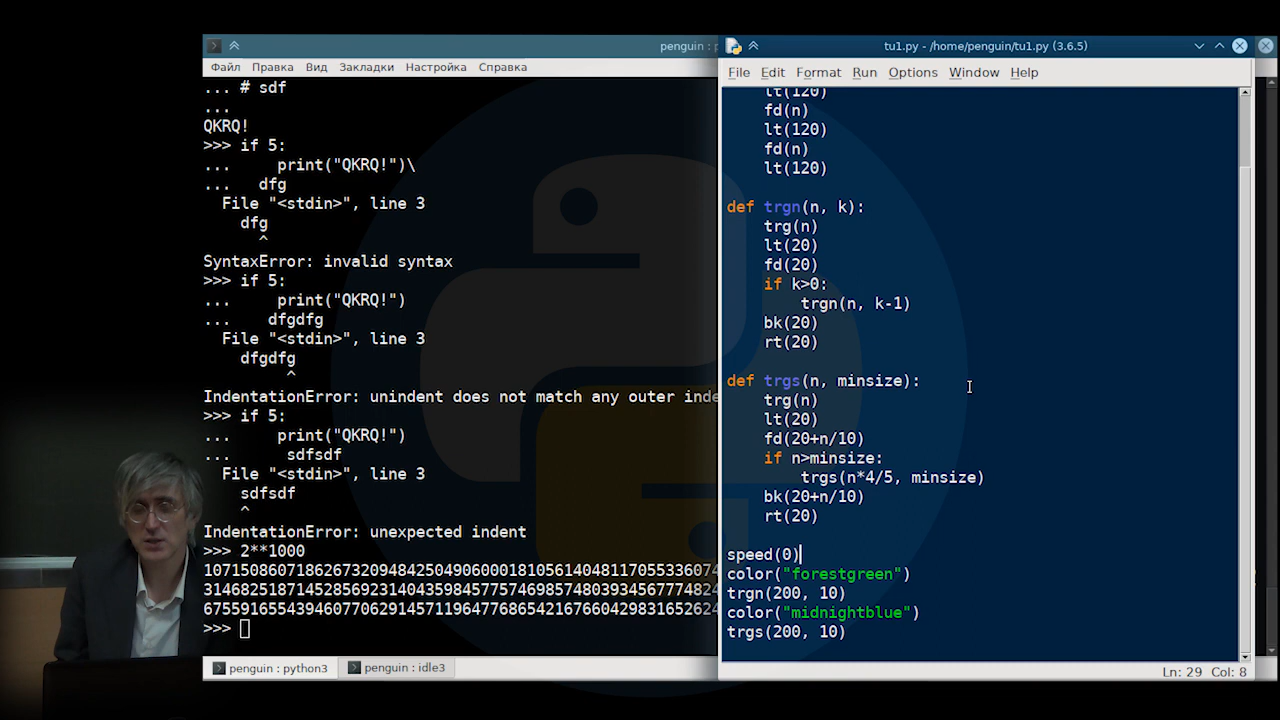 penguin : p
Файл Правка Вид Закладки Настройка Справка
... # sdf
...
QKRQ!
>>> if 5:
...     print("QKRQ!")\
...    dfg
  File "<stdin>", line 3
    dfg
      ^
SyntaxError: invalid syntax
>>> if 5:
...     print("QKRQ!")
...    dfgdfg
  File "<stdin>", line 3
    dfgdfg
         ^
IndentationError: unindent does not match any outer inde
>>> if 5:
...     print("QKRQ!")
...      sdfsdf
  File "<stdin>", line 3
    sdfsdf
    ^
IndentationError: unexpected indent
>>> 2**1000
10715086071862673209484250490600018105614048117055336074
31468215871452856923140435984577574698574803934567774824
67559165543946077062914571196477686542167660429831652624
>>>
penguin : python3
penguin : idle3
tu1.py - /home/penguin/tu1.py (3.6.5)
File Edit Format Run Options Window Help
    lt(120)
    fd(n)
    lt(120)
    fd(n)
    lt(120)
def trgn(n, k):
    trg(n)
    lt(20)
    fd(20)
    if k>0:
        trgn(n, k-1)
    bk(20)
    rt(20)
def trgs(n, minsize):
    trg(n)
    lt(20)
    fd(20+n/10)
    if n>minsize:
        trgs(n*4/5, minsize)
    bk(20+n/10)
    rt(20)
speed(0)
color("forestgreen")
trgn(200, 10)
color("midnightblue")
trgs(200, 10)
Ln: 29 Col: 8